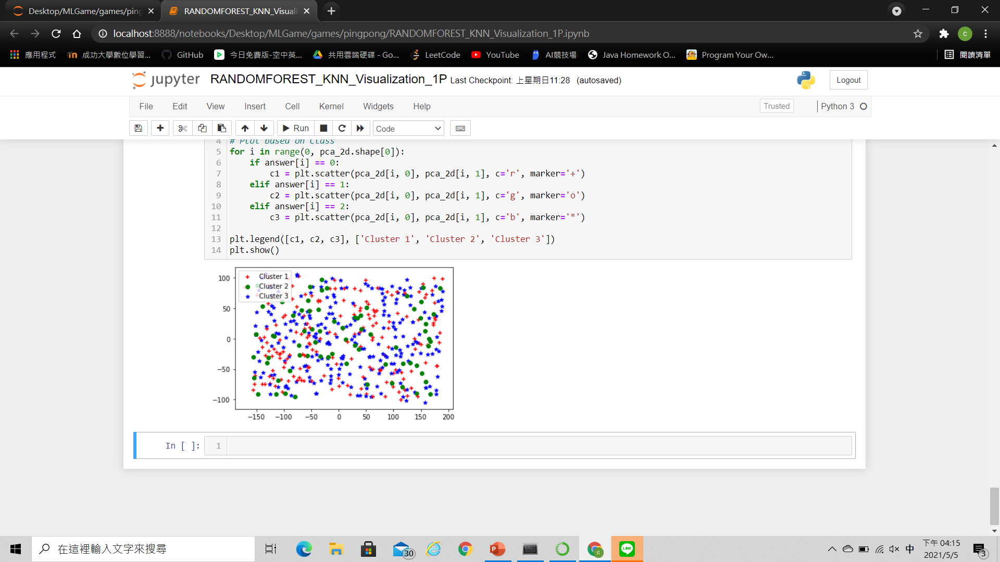 Desktop/MLGame/games/ping
RANDOMFOREST_KNN_Visuali
localhost:8888/notebooks/Desktop/MLGame/games/pingpong/RANDOMFOREST_KNN_Visualization_1P.ipynb
c
應用程式
成功大學數位學習...
GitHub
今日免費版-空中英...
共用雲端硬碟 - Go...
LeetCode
YouTube
AI競技場
Java Homework O...
Program Your Ow...
閱讀清單
jupyter
RANDOMFOREST_KNN_Visualization_1P Last Checkpoint: 上星期日11:28 (autosaved)
Logout
File Edit View Insert Cell Kernel Widgets Help
Trusted
Python 3
Run
Code
4 # Plot based on Class
5 for i in range(0, pca_2d.shape[0]):
6     if answer[i] == 0:
7         c1 = plt.scatter(pca_2d[i, 0], pca_2d[i, 1], c='r', marker='+')
8     elif answer[i] == 1:
9         c2 = plt.scatter(pca_2d[i, 0], pca_2d[i, 1], c='g', marker='o')
10     elif answer[i] == 2:
11         c3 = plt.scatter(pca_2d[i, 0], pca_2d[i, 1], c='b', marker='*')
12
13 plt.legend([c1, c2, c3], ['Cluster 1', 'Cluster 2', 'Cluster 3'])
14 plt.show()
Cluster 1
Cluster 2
Cluster 3
100
50
0
−50
−100
−150 −100 −50 0 50 100 150 200
In [ ]: 1
在這裡輸入文字來搜尋
30
P
C
LINE
中
下午 04:15
2021/5/5
3